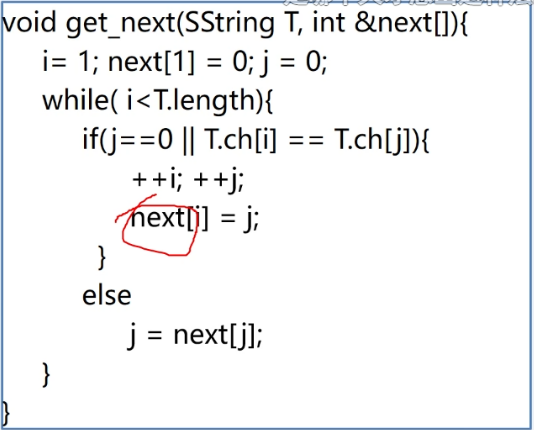 void get_next(SString T, int &next[]){
i= 1; next[1] = 0; j = 0;
while( i<T.length){
if(j==0 || T.ch[i] == T.ch[j]){
++i; ++j;
next[i] = j;
}
else
j = next[j];
}
}